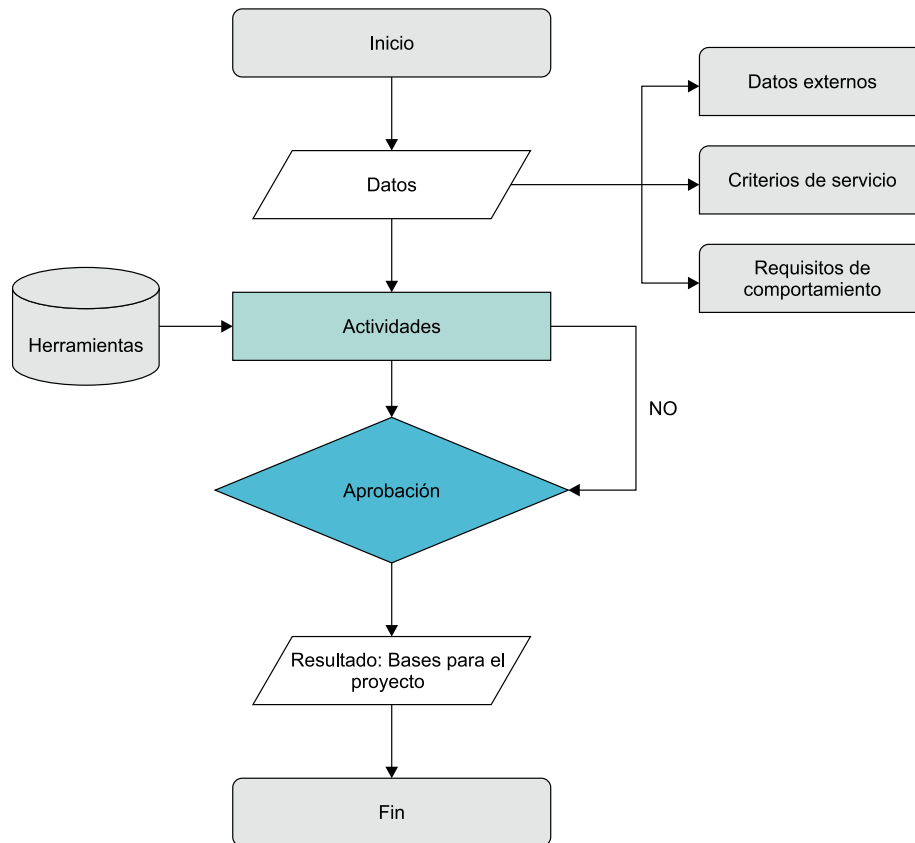 Inicio
Datos externos
Datos
Criterios de servicio
Requisitos de
comportamiento
Herramientas
Actividades
NO
Aprobación
Resultado: Bases para el
proyecto
Fin